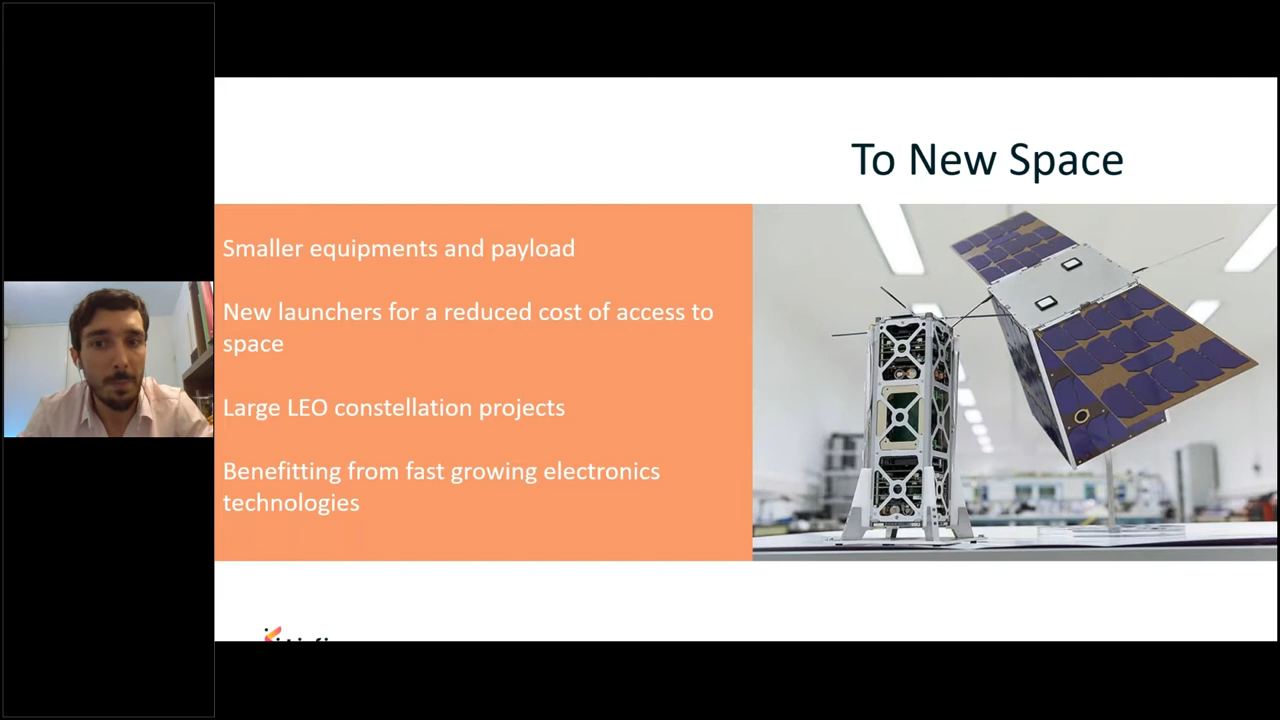 To New Space
Smaller equipments and payload
New launchers for a reduced cost of access to
space
Large LEO constellation projects
Benefitting from fast growing electronics
technologies